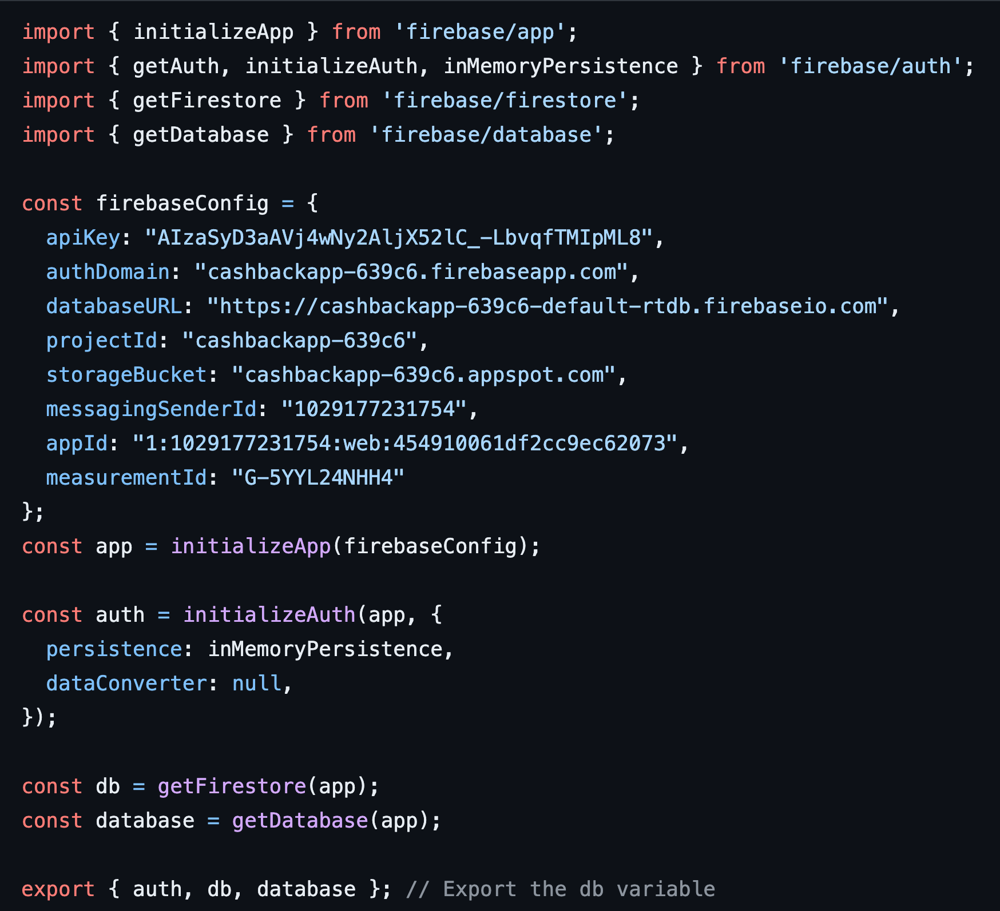 import { initializeApp } from 'firebase/app';
import { getAuth, initializeAuth, inMemoryPersistence } from 'firebase/auth';
import { getFirestore } from 'firebase/firestore';
import { getDatabase } from 'firebase/database';

const firebaseConfig = {
  apiKey: "AIzaSyD3aAVj4wNy2AljX52lC_-LbvqfTMIpML8",
  authDomain: "cashbackapp-639c6.firebaseapp.com",
  databaseURL: "https://cashbackapp-639c6-default-rtdb.firebaseio.com",
  projectId: "cashbackapp-639c6",
  storageBucket: "cashbackapp-639c6.appspot.com",
  messagingSenderId: "1029177231754",
  appId: "1:1029177231754:web:454910061df2cc9ec62073",
  measurementId: "G-5YYL24NHH4"
};
const app = initializeApp(firebaseConfig);

const auth = initializeAuth(app, {
  persistence: inMemoryPersistence,
  dataConverter: null,
});

const db = getFirestore(app);
const database = getDatabase(app);

export { auth, db, database }; // Export the db variable